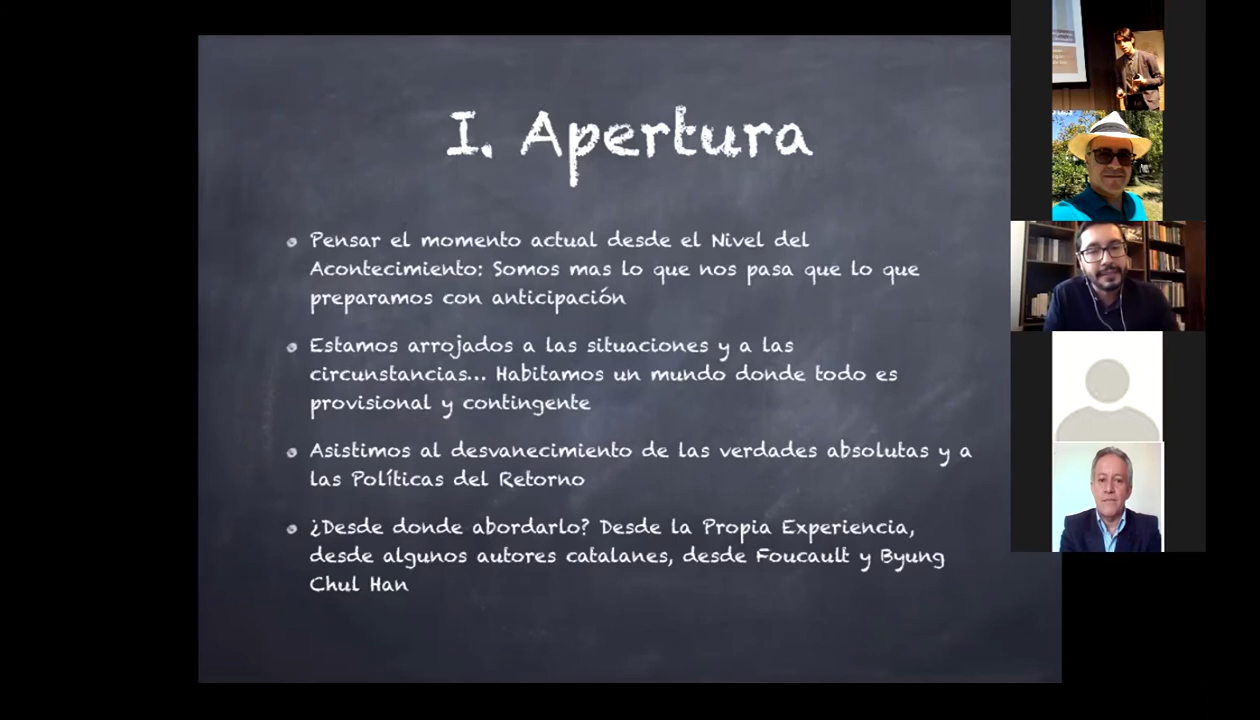 I. Apertura
Pensar el momento actual desde el Nivel del
Acontecimiento: Somos mas lo que nos pasa que lo que
preparamos con anticipación
Estamos arrojados a las situaciones y a las
circunstancias... Habitamos un mundo donde todo es
provisional y contingente
Asistimos al desvanecimiento de las verdades absolutas y a
las Políticas del Retorno
¿Desde donde abordarlo? Desde la Propia Experiencia,
desde algunos autores catalanes, desde Foucault y Byung
Chul Han